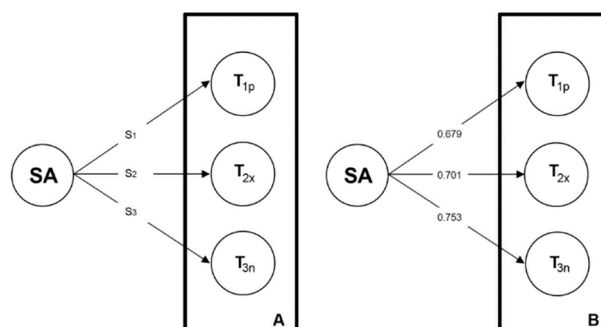 SA
S1
S2
S3
T1p
T2x
T3n
A
SA
0.679
0.701
0.753
T1p
T2x
T3n
B